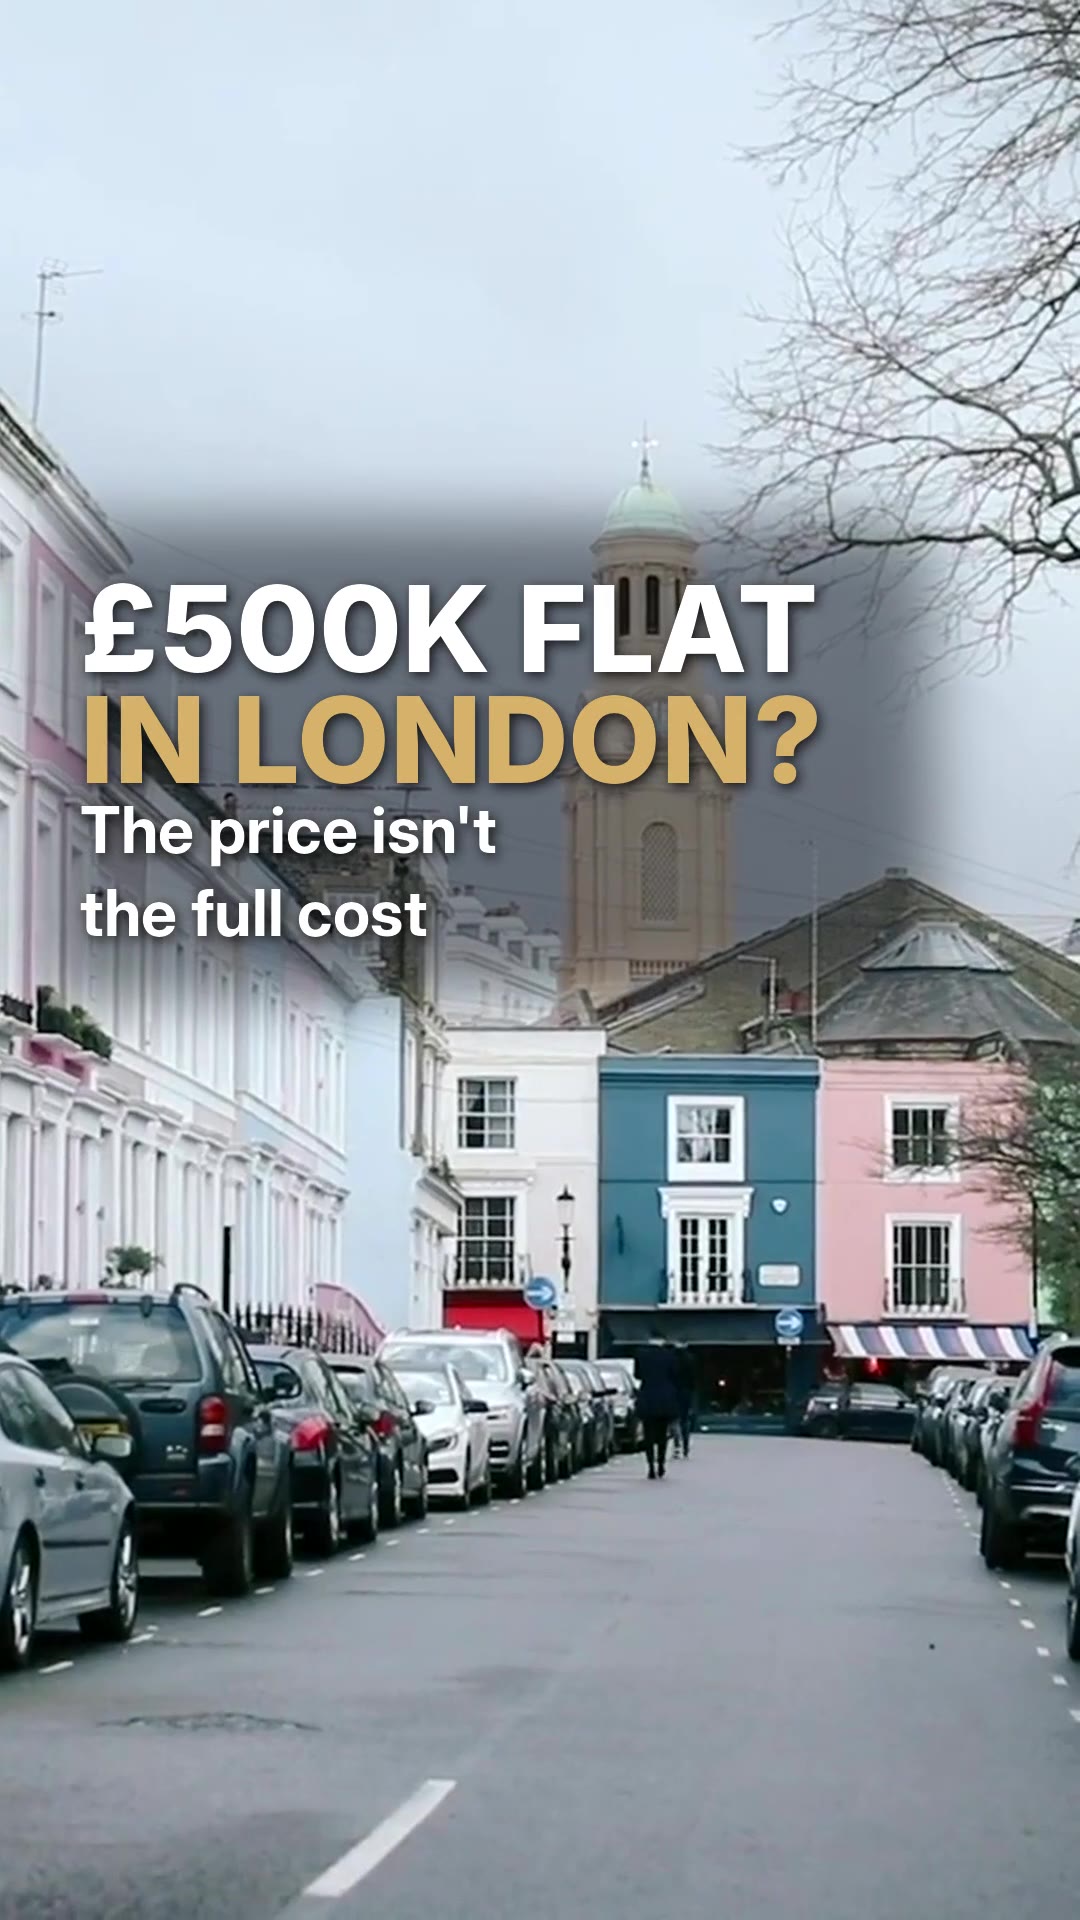 £500K FLAT
IN LONDON?
The price isn't
the full cost